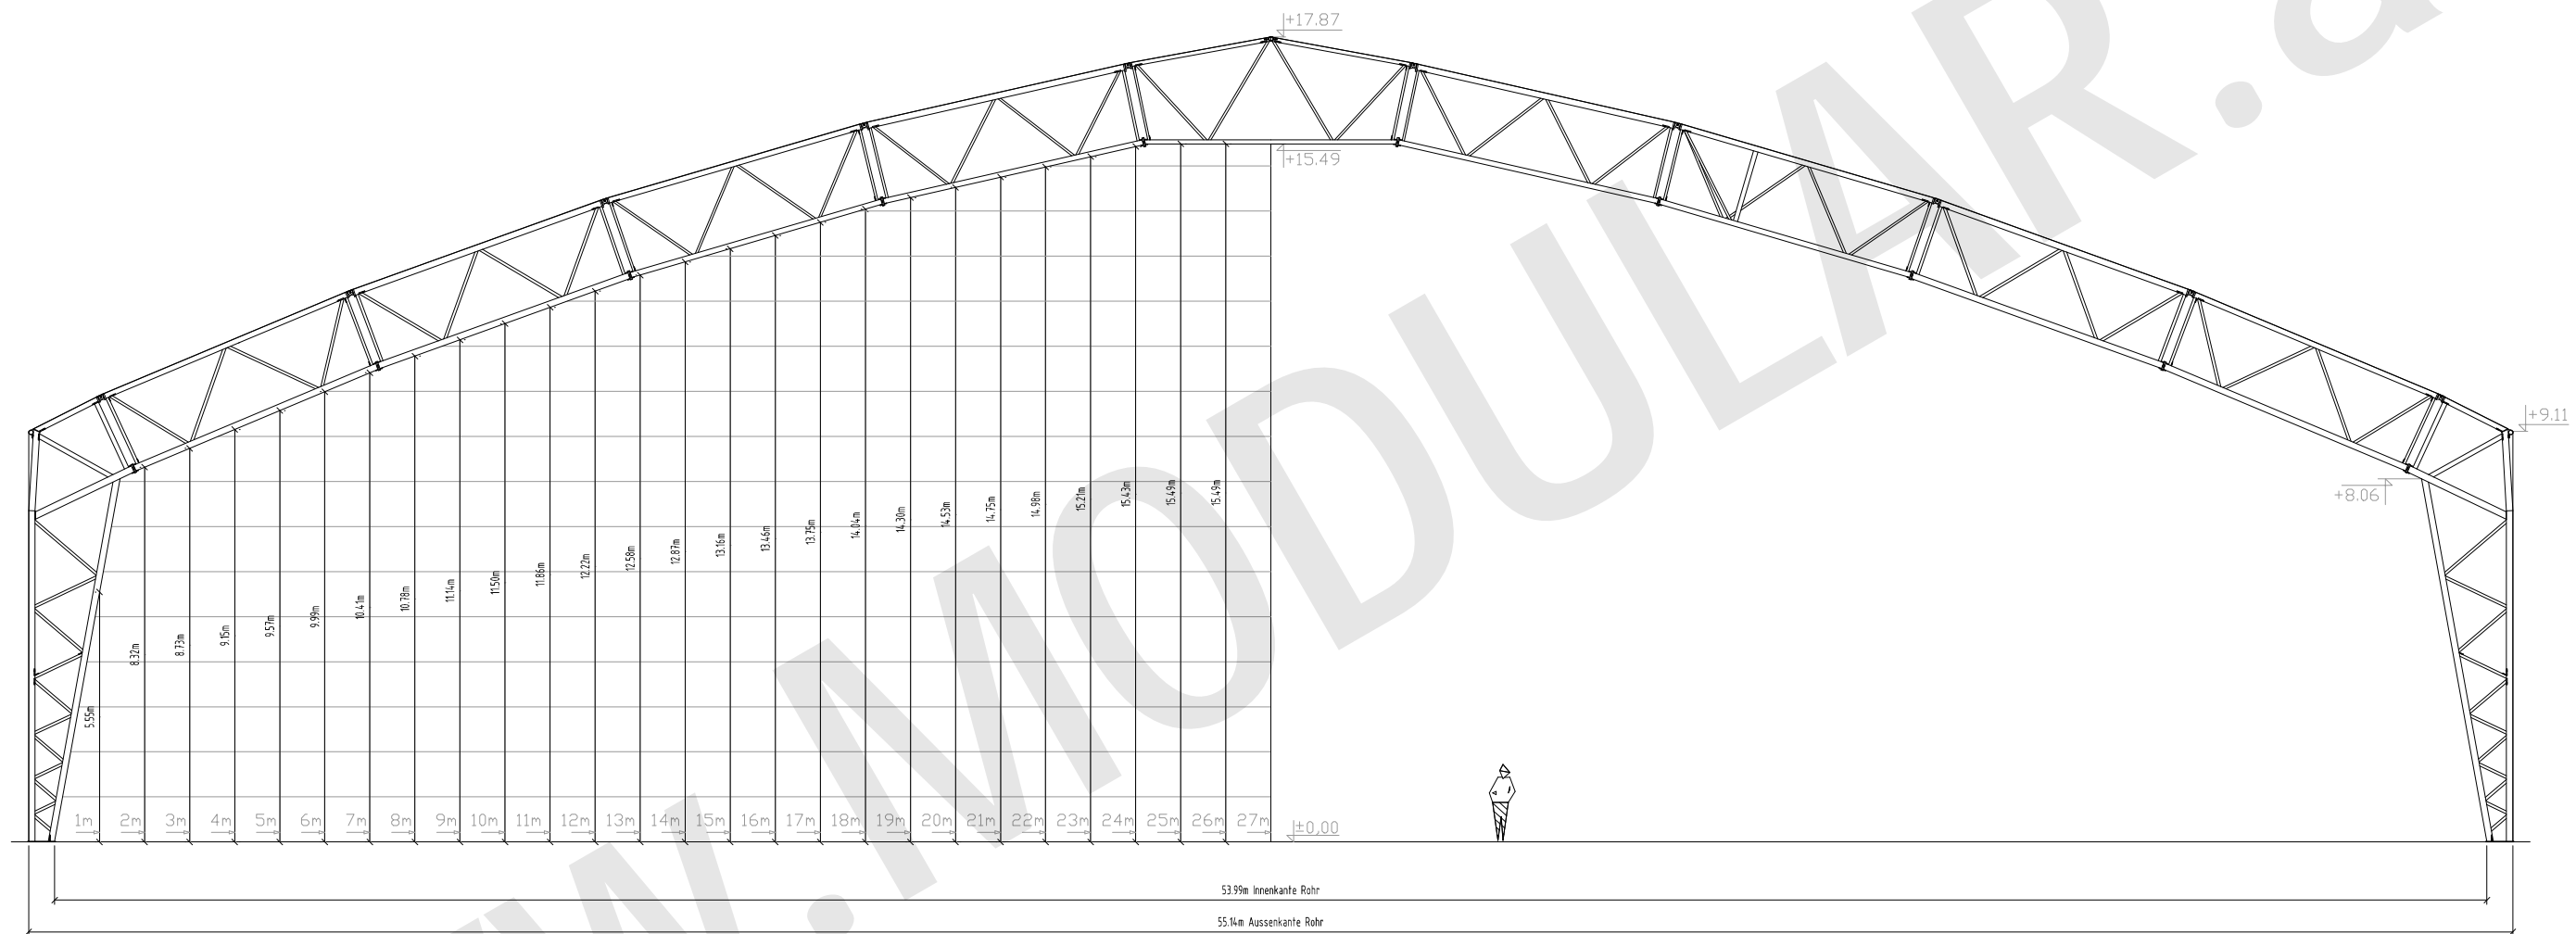 +17.87
+15.49
+9.11
+8.06
5.55m
8.32m
8.73m
9.15m
9.57m
9.99m
10.41m
10.78m
11.14m
11.50m
11.86m
12.22m
12.58m
12.87m
13.16m
13.46m
13.75m
14.04m
14.30m
14.53m
14.75m
14.98m
15.21m
15.43m
15.49m
15.49m
1m 2m 3m 4m 5m 6m 7m 8m 9m 10m 11m 12m 13m 14m 15m 16m 17m 18m 19m 20m 21m 22m 23m 24m 25m 26m 27m
±0,00
53.99m Innenkante Rohr
55.14m Aussenkante Rohr
w.MODULAR.a